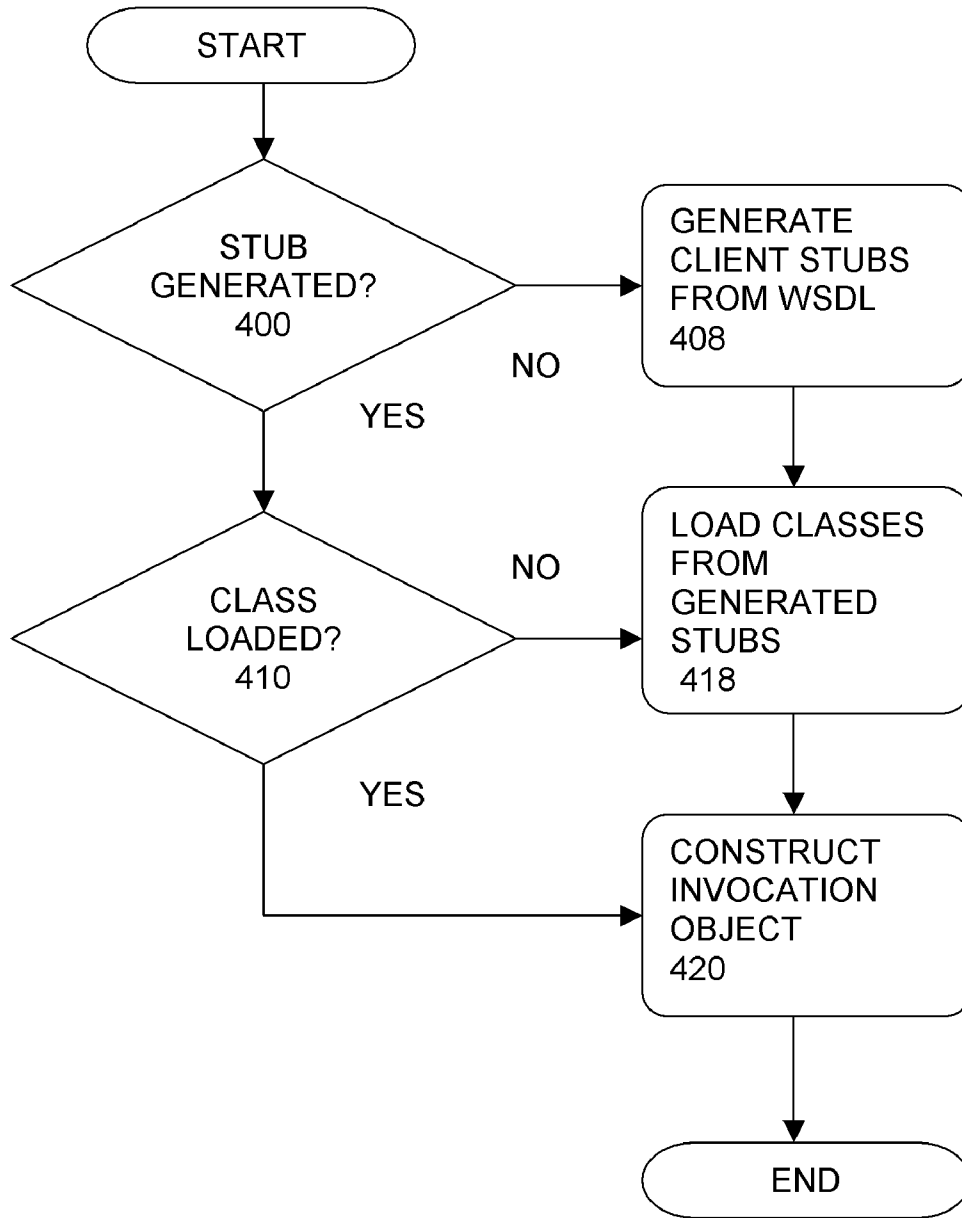 START
STUB
GENERATED?
400
GENERATE
CLIENT STUBS
FROM WSDL
408
NO
YES
CLASS
LOADED?
410
NO
LOAD CLASSES
FROM
GENERATED
STUBS
418
YES
CONSTRUCT
INVOCATION
OBJECT
420
END